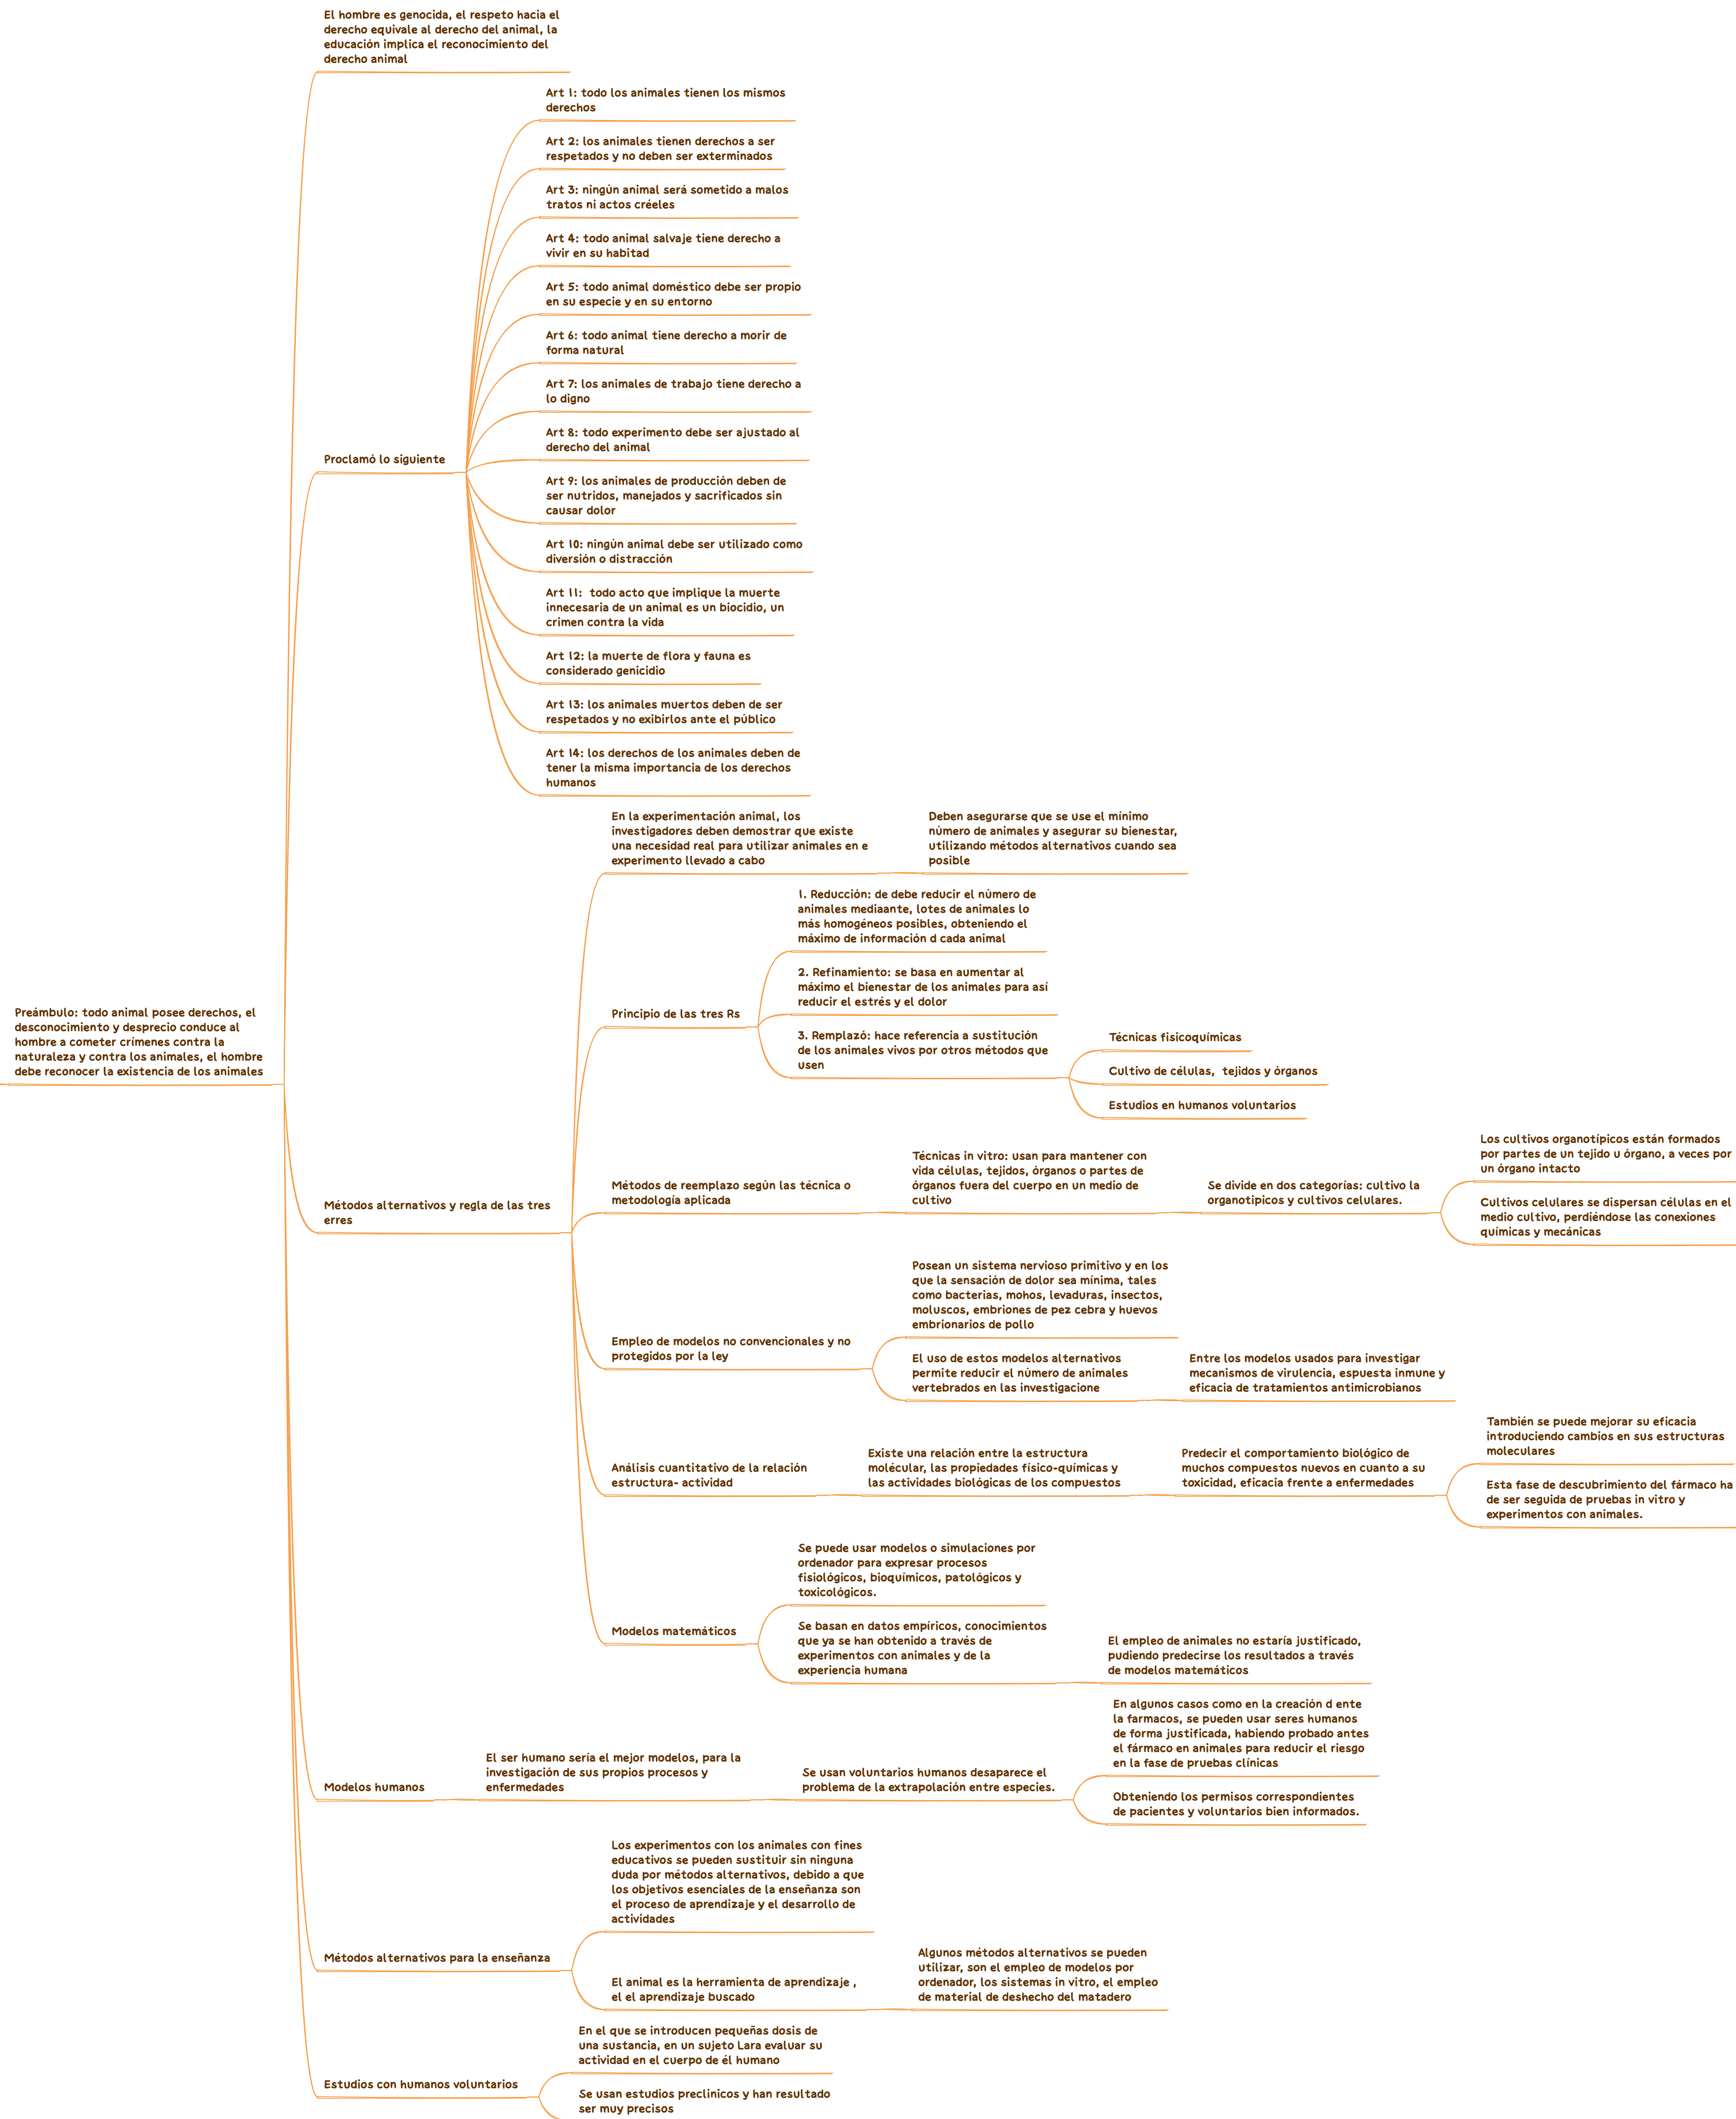 El hombre es genocida, el respeto hacia el
derecho equivale al derecho del animal, la
educación implica el reconocimiento del
derecho animal
Art 1: todo los animales tienen los mismos
derechos
Art 2: los animales tienen derechos a ser
respetados y no deben ser exterminados
Art 3: ningún animal será sometido a malos
tratos ni actos créeles
Art 4: todo animal salvaje tiene derecho a
vivir en su habitad
Art 5: todo animal doméstico debe ser propio
en su especie y en su entorno
Art 6: todo animal tiene derecho a morir de
forma natural
Art 7: los animales de trabajo tiene derecho a
lo digno
Art 8: todo experimento debe ser ajustado al
derecho del animal
Proclamó lo siguiente
Art 9: los animales de producción deben de
ser nutridos, manejados y sacrificados sin
causar dolor
Art 10: ningún animal debe ser utilizado como
diversión o distracción
Art 11:  todo acto que implique la muerte
innecesaria de un animal es un biocidio, un
crimen contra la vida
Art 12: la muerte de flora y fauna es
considerado genicidio
Art 13: los animales muertos deben de ser
respetados y no exibirlos ante el público
Art 14: los derechos de los animales deben de
tener la misma importancia de los derechos
humanos
En la experimentación animal, los
investigadores deben demostrar que existe
una necesidad real para utilizar animales en e
experimento llevado a cabo
Deben asegurarse que se use el mínimo
número de animales y asegurar su bienestar,
utilizando métodos alternativos cuando sea
posible
1. Reducción: de debe reducir el número de
animales mediaante, lotes de animales lo
más homogéneos posibles, obteniendo el
máximo de información d cada animal
Principio de las tres Rs
2. Refinamiento: se basa en aumentar al
máximo el bienestar de los animales para así
reducir el estrés y el dolor
3. Remplazó: hace referencia a sustitución
de los animales vivos por otros métodos que
usen
Técnicas fisicoquímicas
Cultivo de células,  tejidos y órganos
Estudios en humanos voluntarios
Preámbulo: todo animal posee derechos, el
desconocimiento y desprecio conduce al
hombre a cometer crímenes contra la
naturaleza y contra los animales, el hombre
debe reconocer la existencia de los animales
Métodos alternativos y regla de las tres
erres
Métodos de reemplazo según las técnica o
metodología aplicada
Técnicas in vitro: usan para mantener con
vida células, tejidos, órganos o partes de
órganos fuera del cuerpo en un medio de
cultivo
Se divide en dos categorías: cultivo la
organotipicos y cultivos celulares.
Los cultivos organotípicos están formados
por partes de un tejido u órgano, a veces por
un órgano intacto
Cultivos celulares se dispersan células en el
medio cultivo, perdiéndose las conexiones
químicas y mecánicas
Empleo de modelos no convencionales y no
protegidos por la ley
Posean un sistema nervioso primitivo y en los
que la sensación de dolor sea mínima, tales
como bacterias, mohos, levaduras, insectos,
moluscos, embriones de pez cebra y huevos
embrionarios de pollo
El uso de estos modelos alternativos
permite reducir el número de animales
vertebrados en las investigacione
Entre los modelos usados para investigar
mecanismos de virulencia, espuesta inmune y
eficacia de tratamientos antimicrobianos
Análisis cuantitativo de la relación
estructura- actividad
Existe una relación entre la estructura
molécular, las propiedades físico-químicas y
las actividades biológicas de los compuestos
Predecir el comportamiento biológico de
muchos compuestos nuevos en cuanto a su
toxicidad, eficacia frente a enfermedades
También se puede mejorar su eficacia
introduciendo cambios en sus estructuras
moleculares
Esta fase de descubrimiento del fármaco ha
de ser seguida de pruebas in vitro y
experimentos con animales.
Modelos matemáticos
Se puede usar modelos o simulaciones por
ordenador para expresar procesos
fisiológicos, bioquímicos, patológicos y
toxicológicos.
Se basan en datos empíricos, conocimientos
que ya se han obtenido a través de
experimentos con animales y de la
experiencia humana
El empleo de animales no estaría justificado,
pudiendo predecirse los resultados a través
de modelos matemáticos
Modelos humanos
El ser humano sería el mejor modelos, para la
investigación de sus propios procesos y
enfermedades
Se usan voluntarios humanos desaparece el
problema de la extrapolación entre especies.
En algunos casos como en la creación d ente
la farmacos, se pueden usar seres humanos
de forma justificada, habiendo probado antes
el fármaco en animales para reducir el riesgo
en la fase de pruebas clínicas
Obteniendo los permisos correspondientes
de pacientes y voluntarios bien informados.
Métodos alternativos para la enseñanza
Los experimentos con los animales con fines
educativos se pueden sustituir sin ninguna
duda por métodos alternativos, debido a que
los objetivos esenciales de la enseñanza son
el proceso de aprendizaje y el desarrollo de
actividades
El animal es la herramienta de aprendizaje ,
el el aprendizaje buscado
Algunos métodos alternativos se pueden
utilizar, son el empleo de modelos por
ordenador, los sistemas in vitro, el empleo
de material de deshecho del matadero
Estudios con humanos voluntarios
En el que se introducen pequeñas dosis de
una sustancia, en un sujeto Lara evaluar su
actividad en el cuerpo de él humano
Se usan estudios preclínicos y han resultado
ser muy precisos